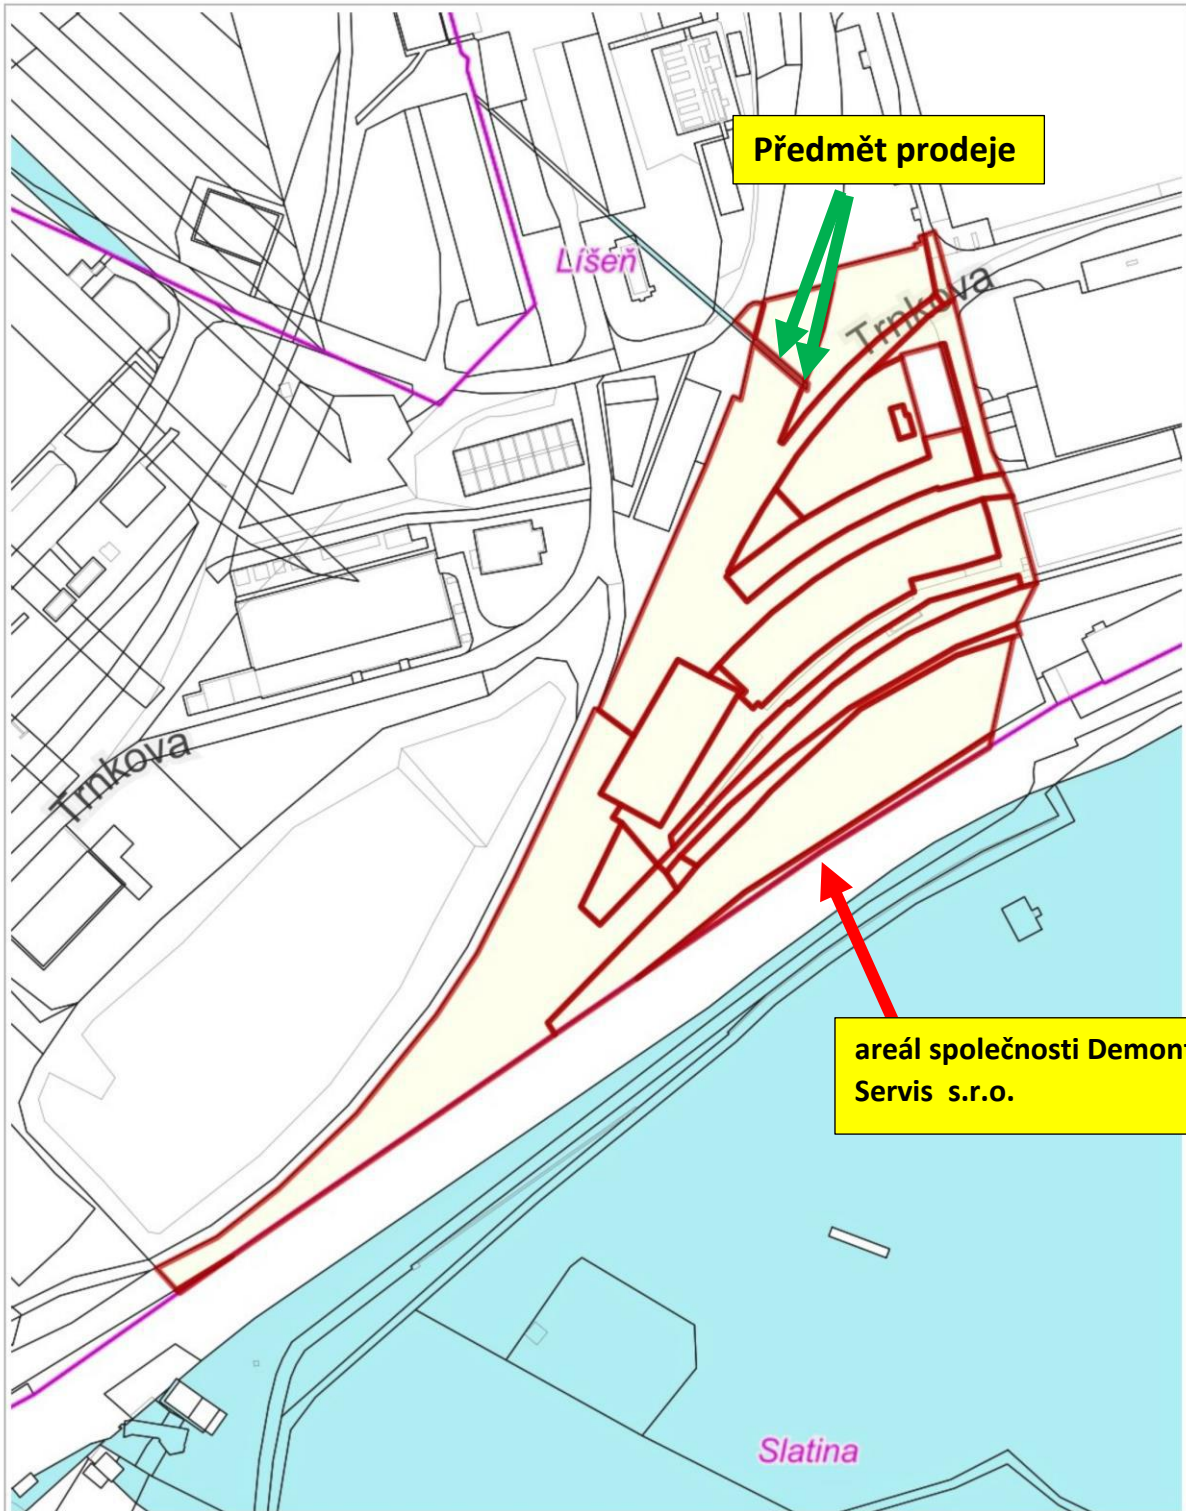 Předmět prodeje
Líšeň
Trnkova
Trnkova
areál společnosti Demont
Servis s.r.o.
Slatina